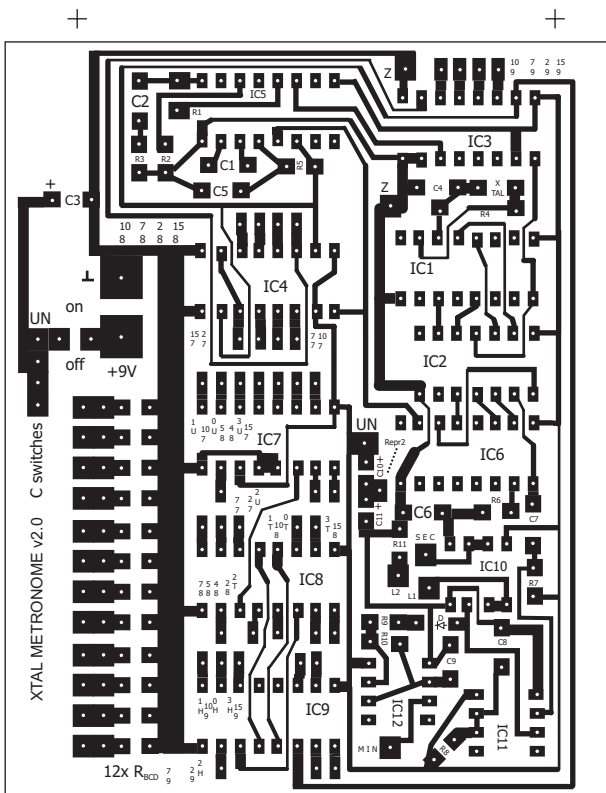 Z
10 9
7 9
2 9
15 9
C2
IC5
R1
IC3
R3
R2
C1
R5
C5
C4
X TAL
Z
R4
+
C3
10 8
7 8
2 8
15 8
IC1
⊥
IC4
on
UN
off
+9V
15 7
2 7
7 7
10 7
IC2
1 U
10 7
0 U
5 8
4 8
3 U
15 7
IC7
UN
Repr2
C10+
IC6
C11+
7 7
2 7
2 U
C6
R6
C7
1 T
10 8
0 T
3 T
15 8
R11
SEC
IC10
IC8
7 8
5 8
4 8
2 8
2 T
L2
L1
R7
R9
R10
D
C8
C9
1 H
10 9
0 H
3 H
15 9
IC9
IC12
IC11
MIN
R8
12x RBCD
7 9
2 9
2 H
C switches
XTAL METRONOME v2.0